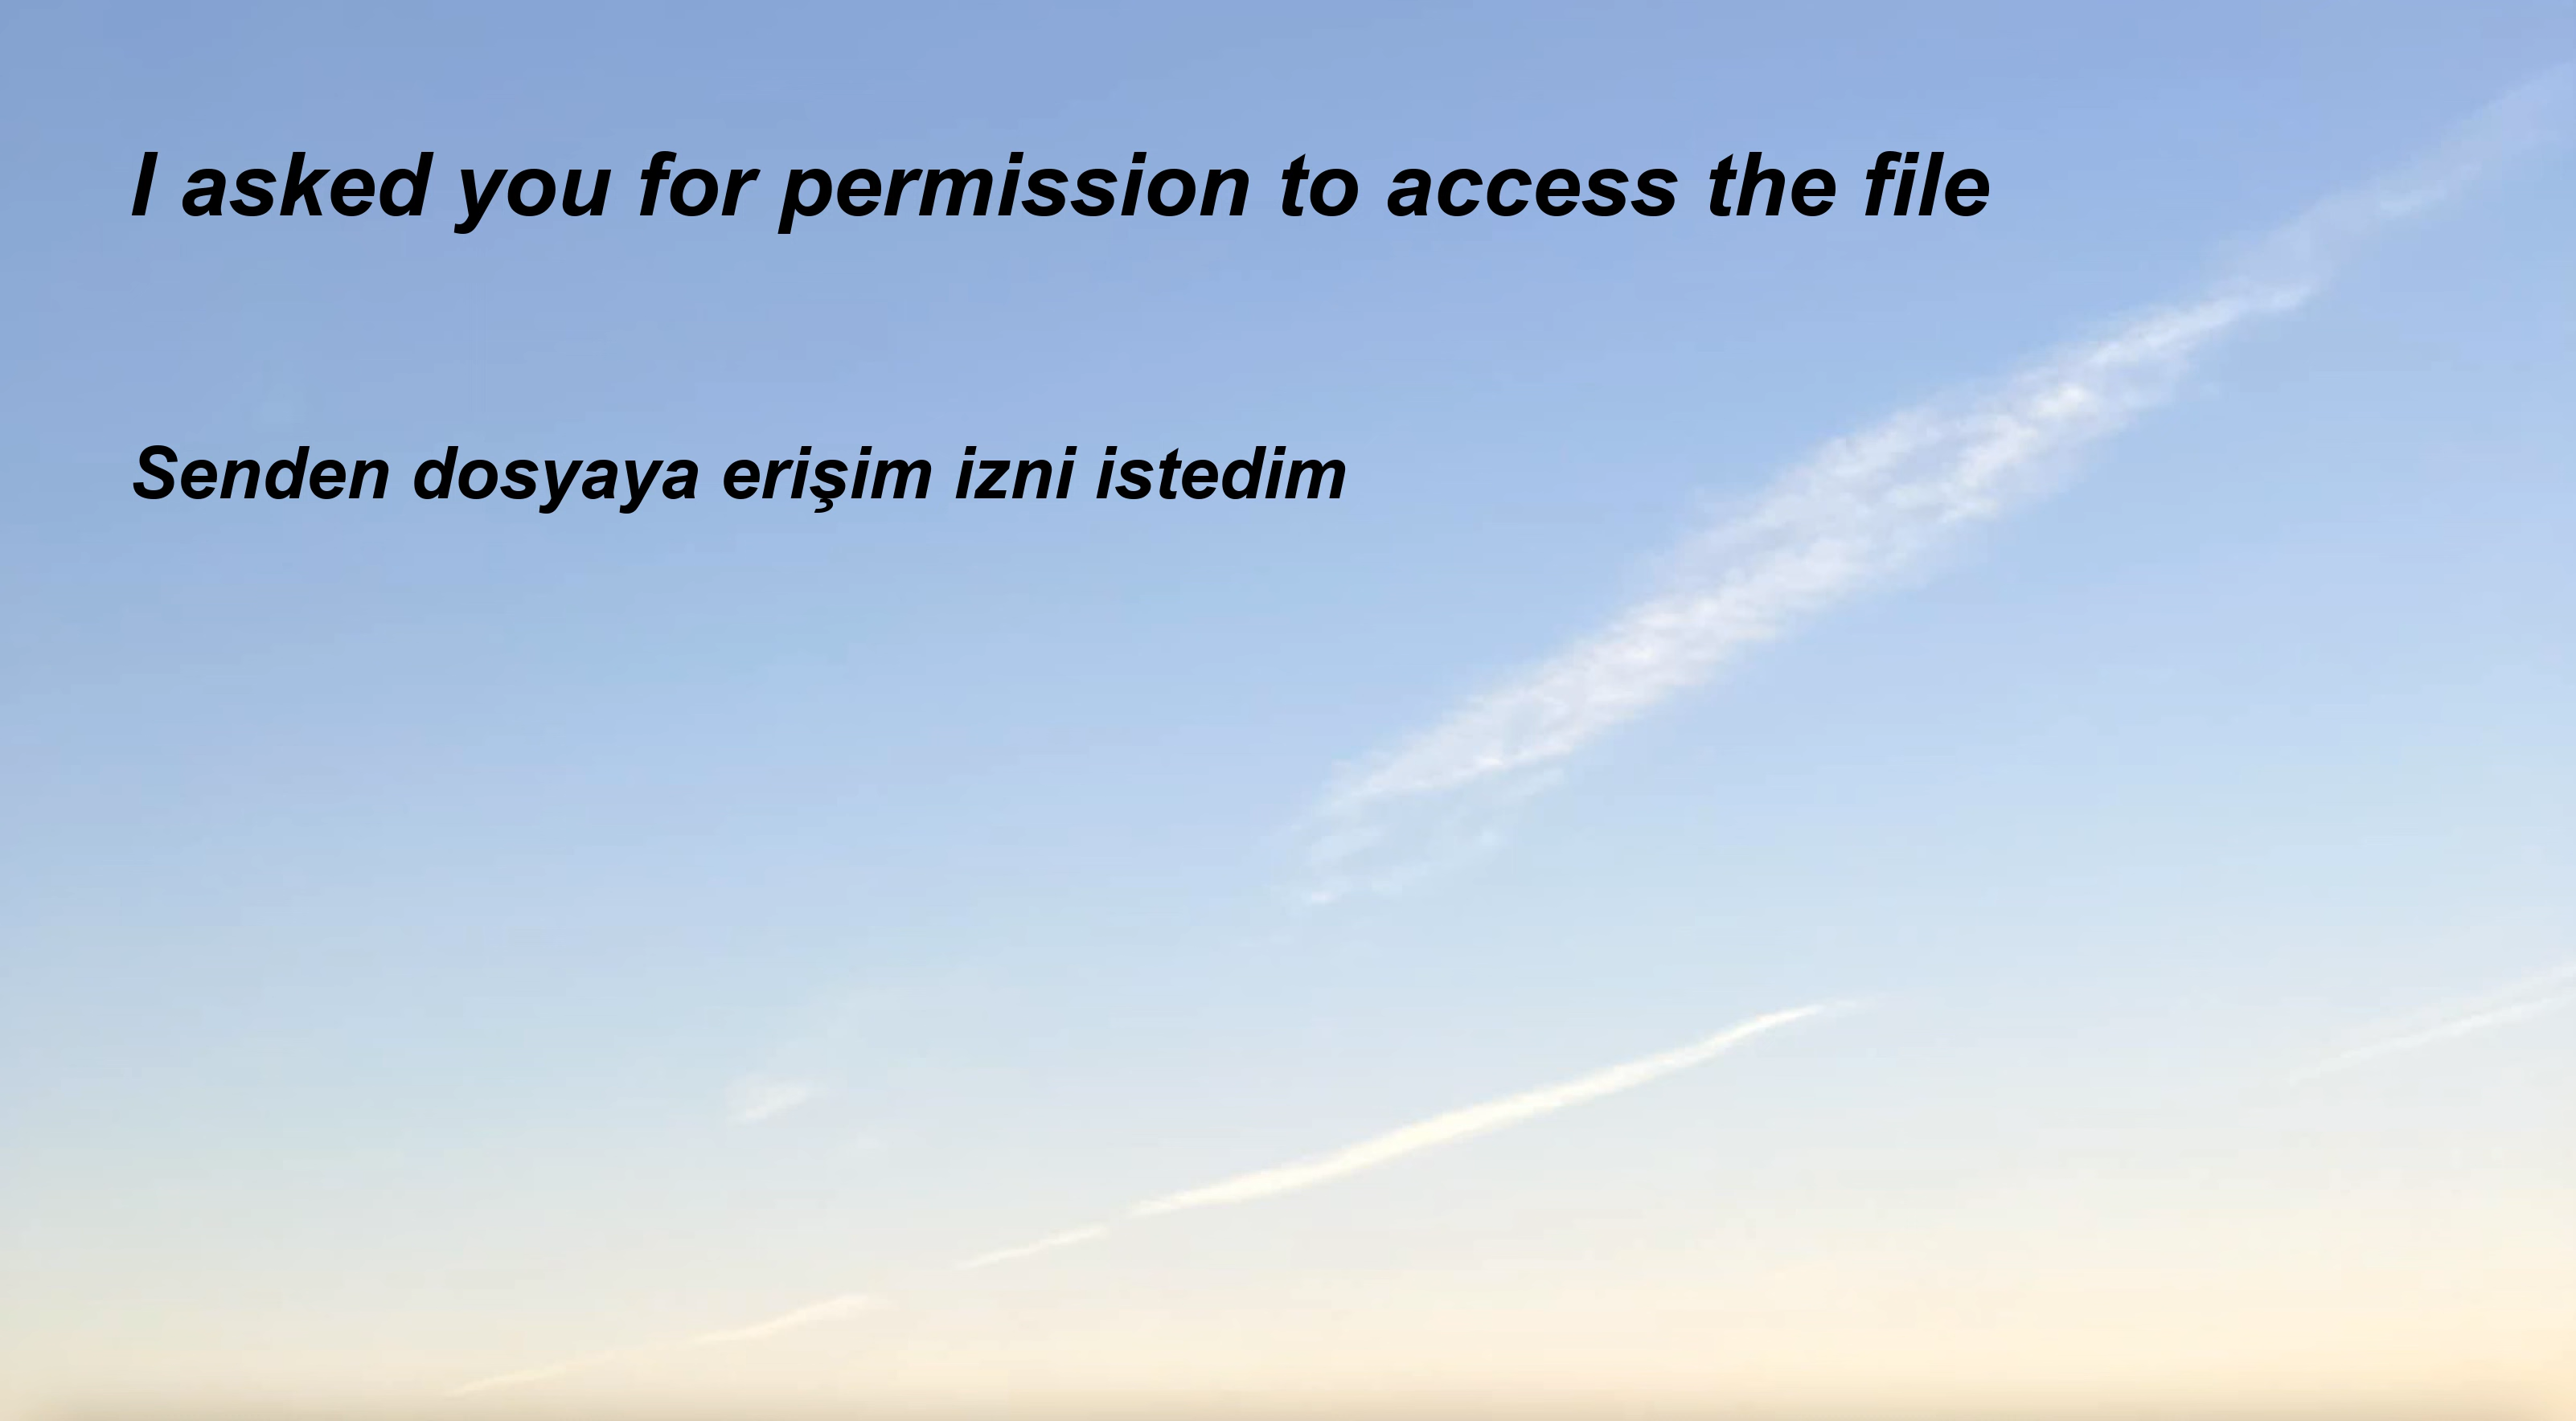 I asked you for permission to access the file
Senden dosyaya erişim izni istedim